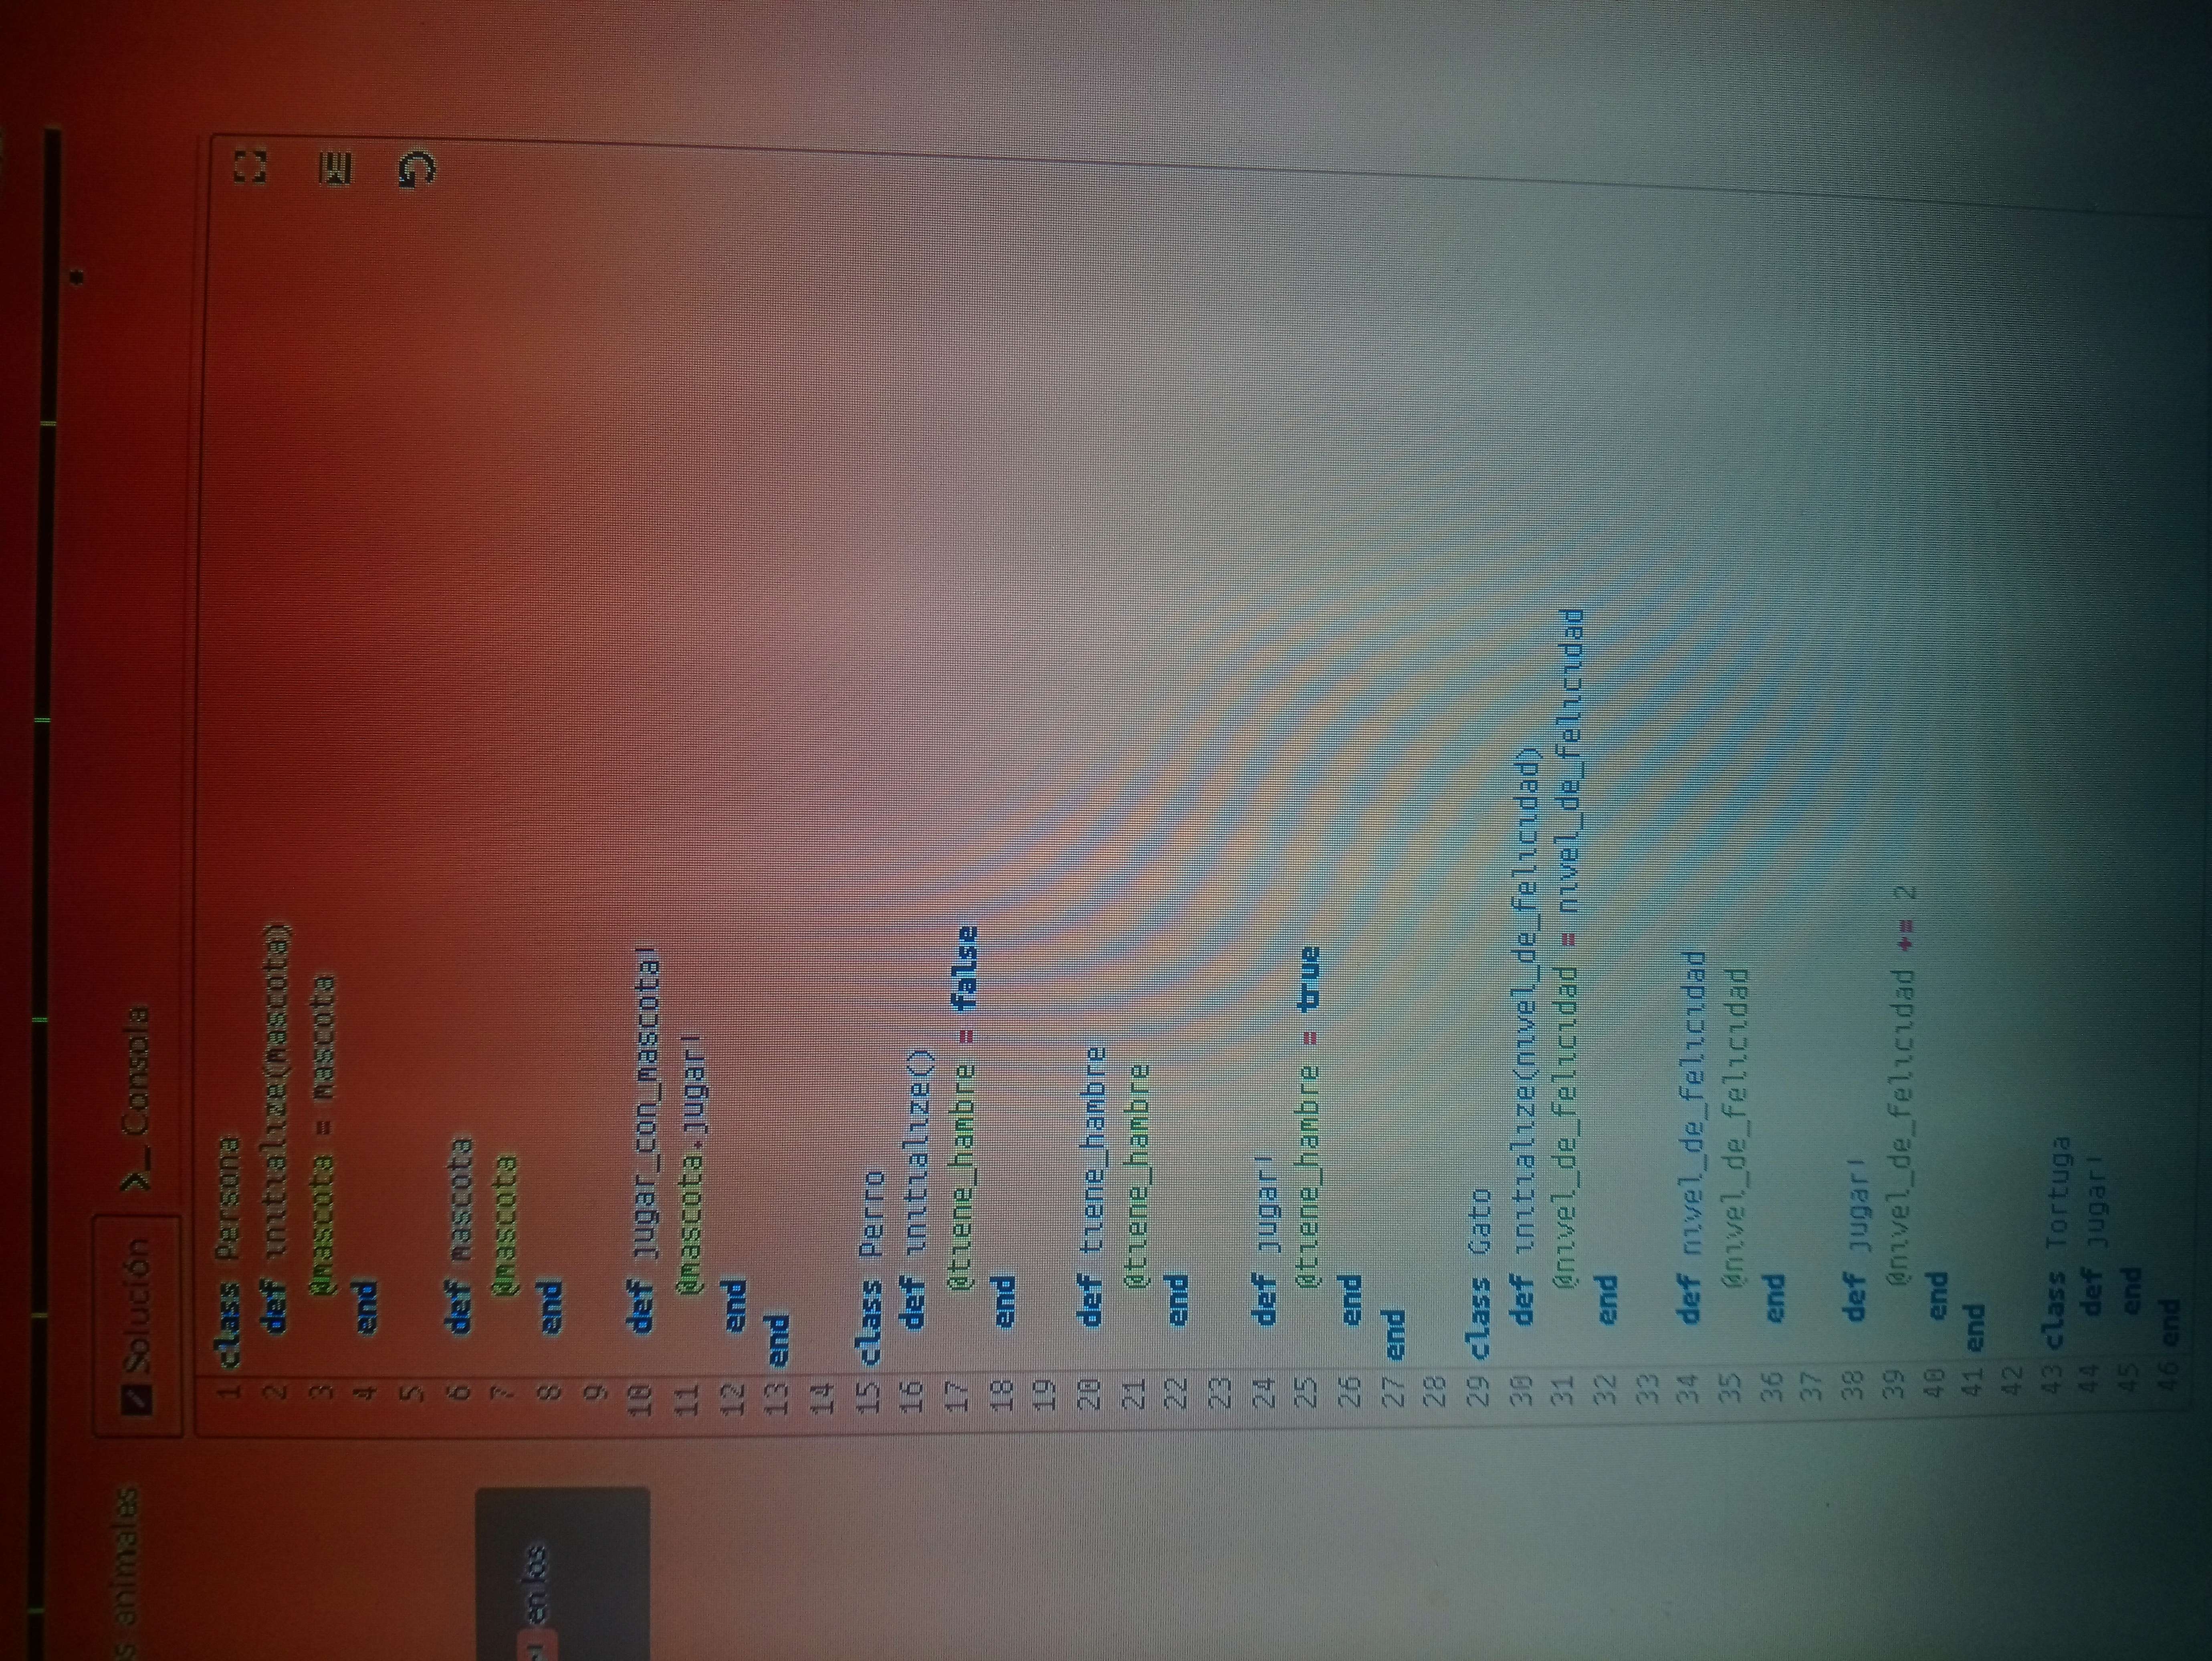 s animales
Solución
>_ Consola
en los
1 class Persona
2 def initialize(mascota)
3 @mascota = mascota
4 end
5
6 def mascota
7 @mascota
8 end
9
10 def jugar_con_mascota!
11 @mascota.jugar!
12 end
13 end
14
15 class Perro
16 def initialize()
17 @tiene_hambre = false
18 end
19
20 def tiene_hambre
21 @tiene_hambre
22 end
23
24 def jugar!
25 @tiene_hambre = true
26 end
27 end
28
29 class Gato
30 def initialize(nivel_de_felicidad)
31 @nivel_de_felicidad = nivel_de_felicidad
32 end
33
34 def nivel_de_felicidad
35 @nivel_de_felicidad
36 end
37
38 def jugar!
39 @nivel_de_felicidad += 2
40 end
41 end
42
43 class Tortuga
44 def jugar!
45 end
46 end